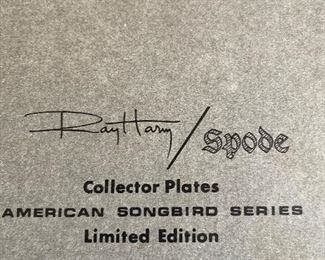 Ray Harm / Spode
Collector Plates
AMERICAN SONGBIRD SERIES
Limited Edition